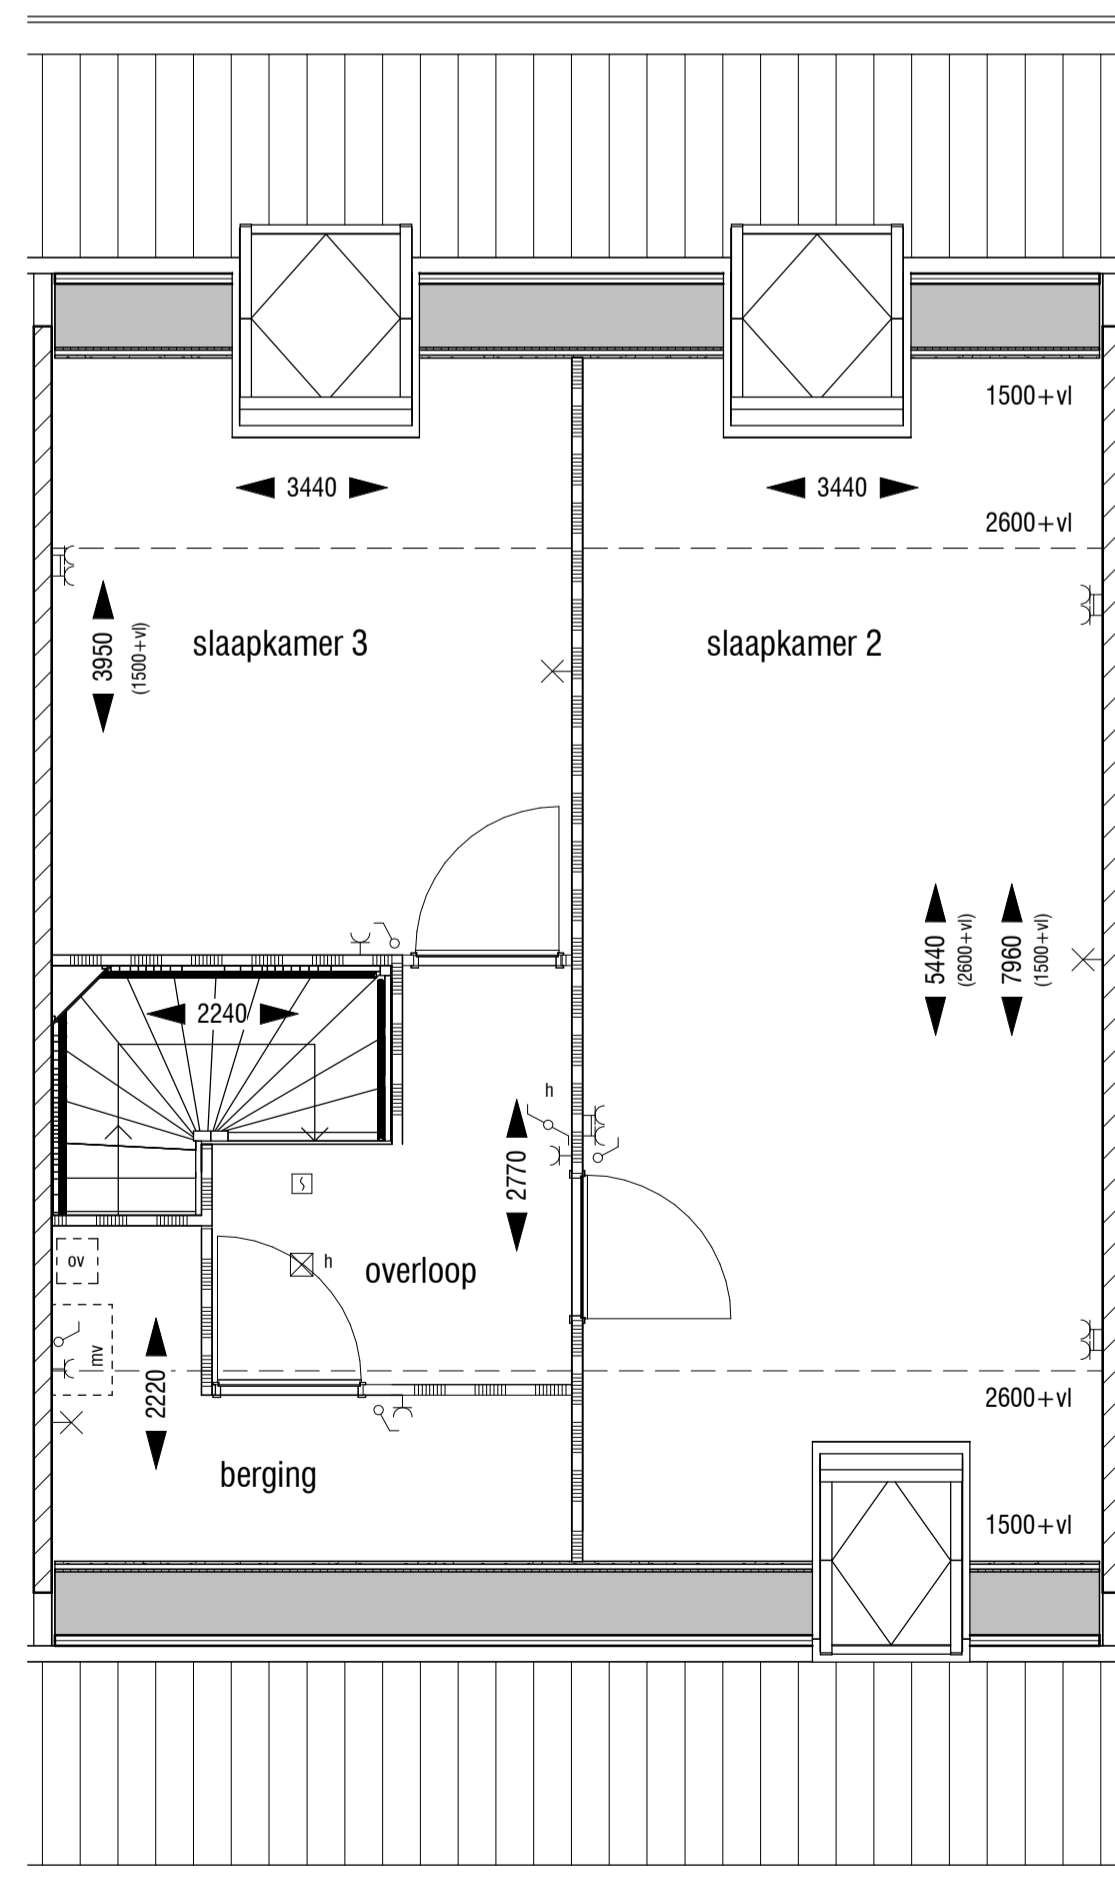 1500+vl
3440
3440
2600+vl
3950
(1500+vl)
slaapkamer 3
slaapkamer 2
5440
(2600+vl)
7960
(1500+vl)
2240
h
2770
ov
h
overloop
mv
2220
2600+vl
berging
1500+vl